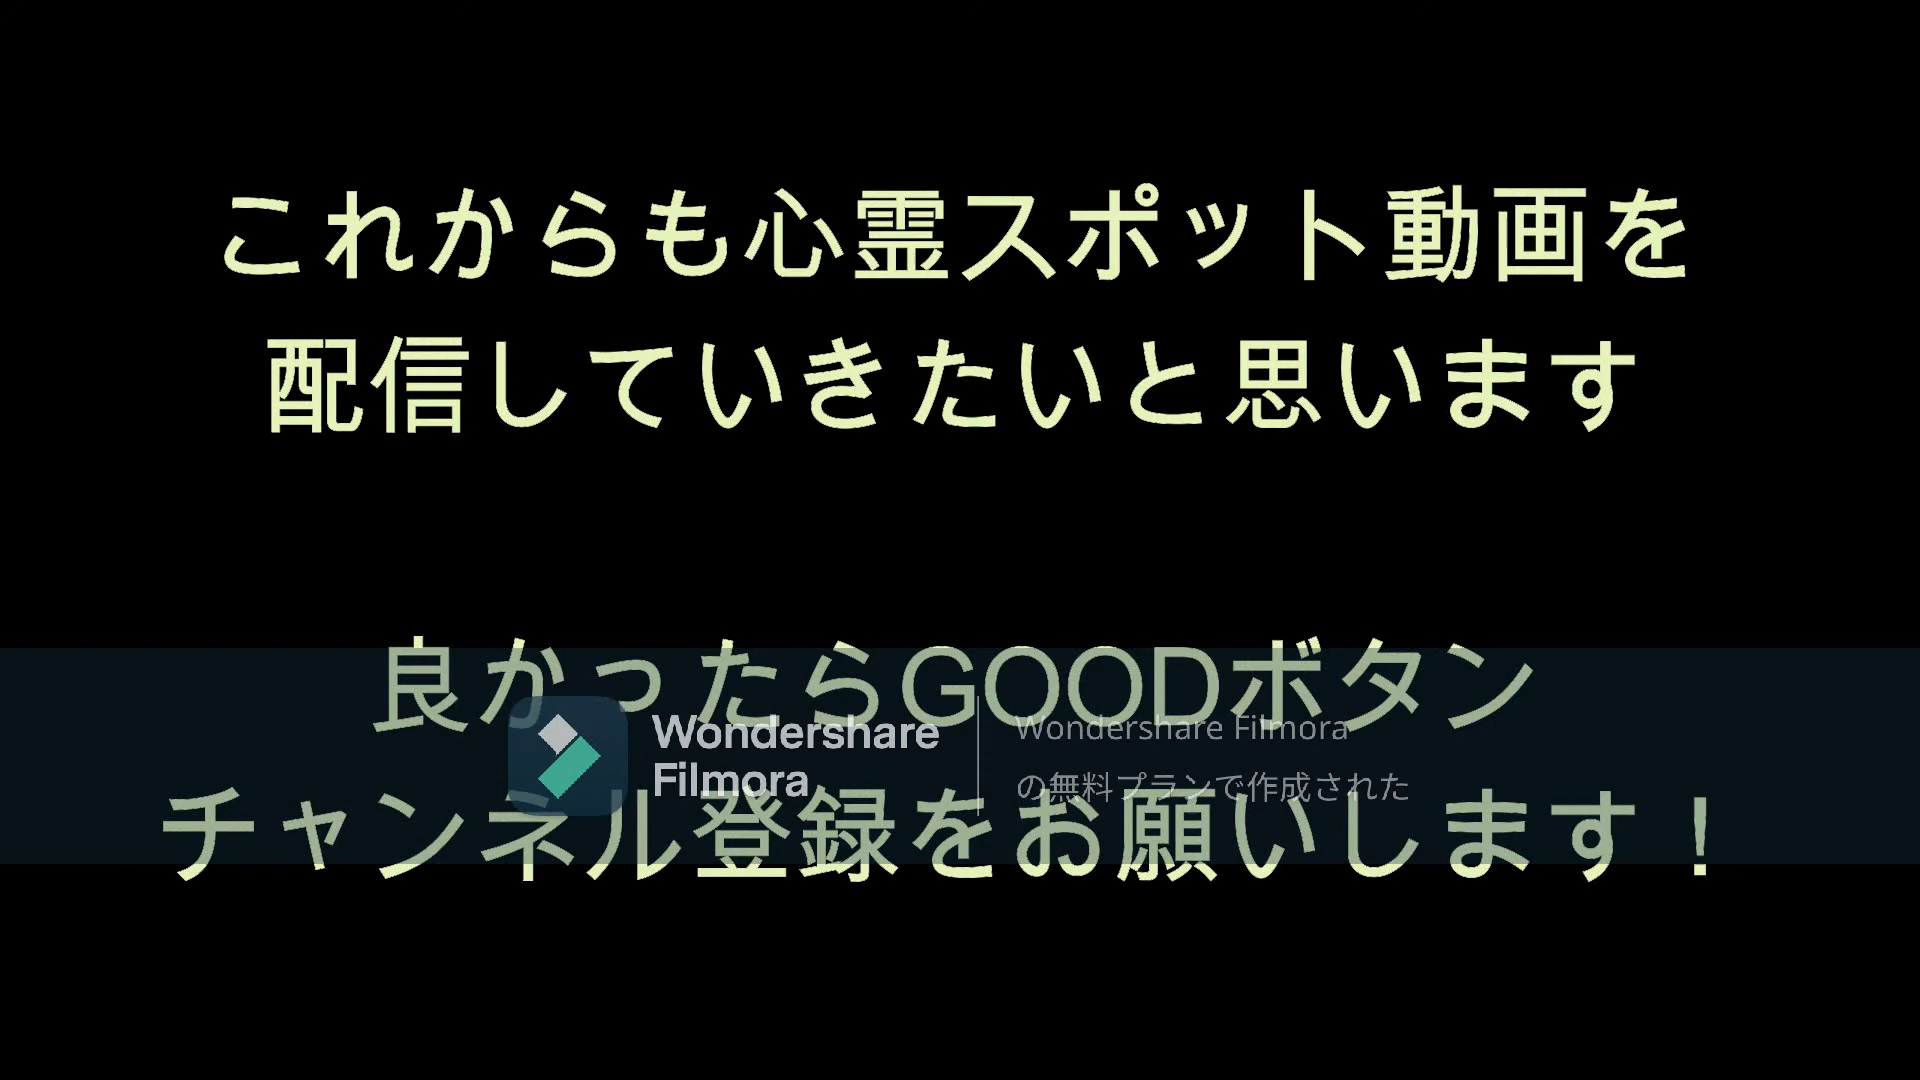 これからも心霊スポット動画を
配信していきたいと思います
良かったらGOODボタン
チャンネル登録をお願いします！
Wondershare
Filmora
Wondershare Filmora
の無料プランで作成された